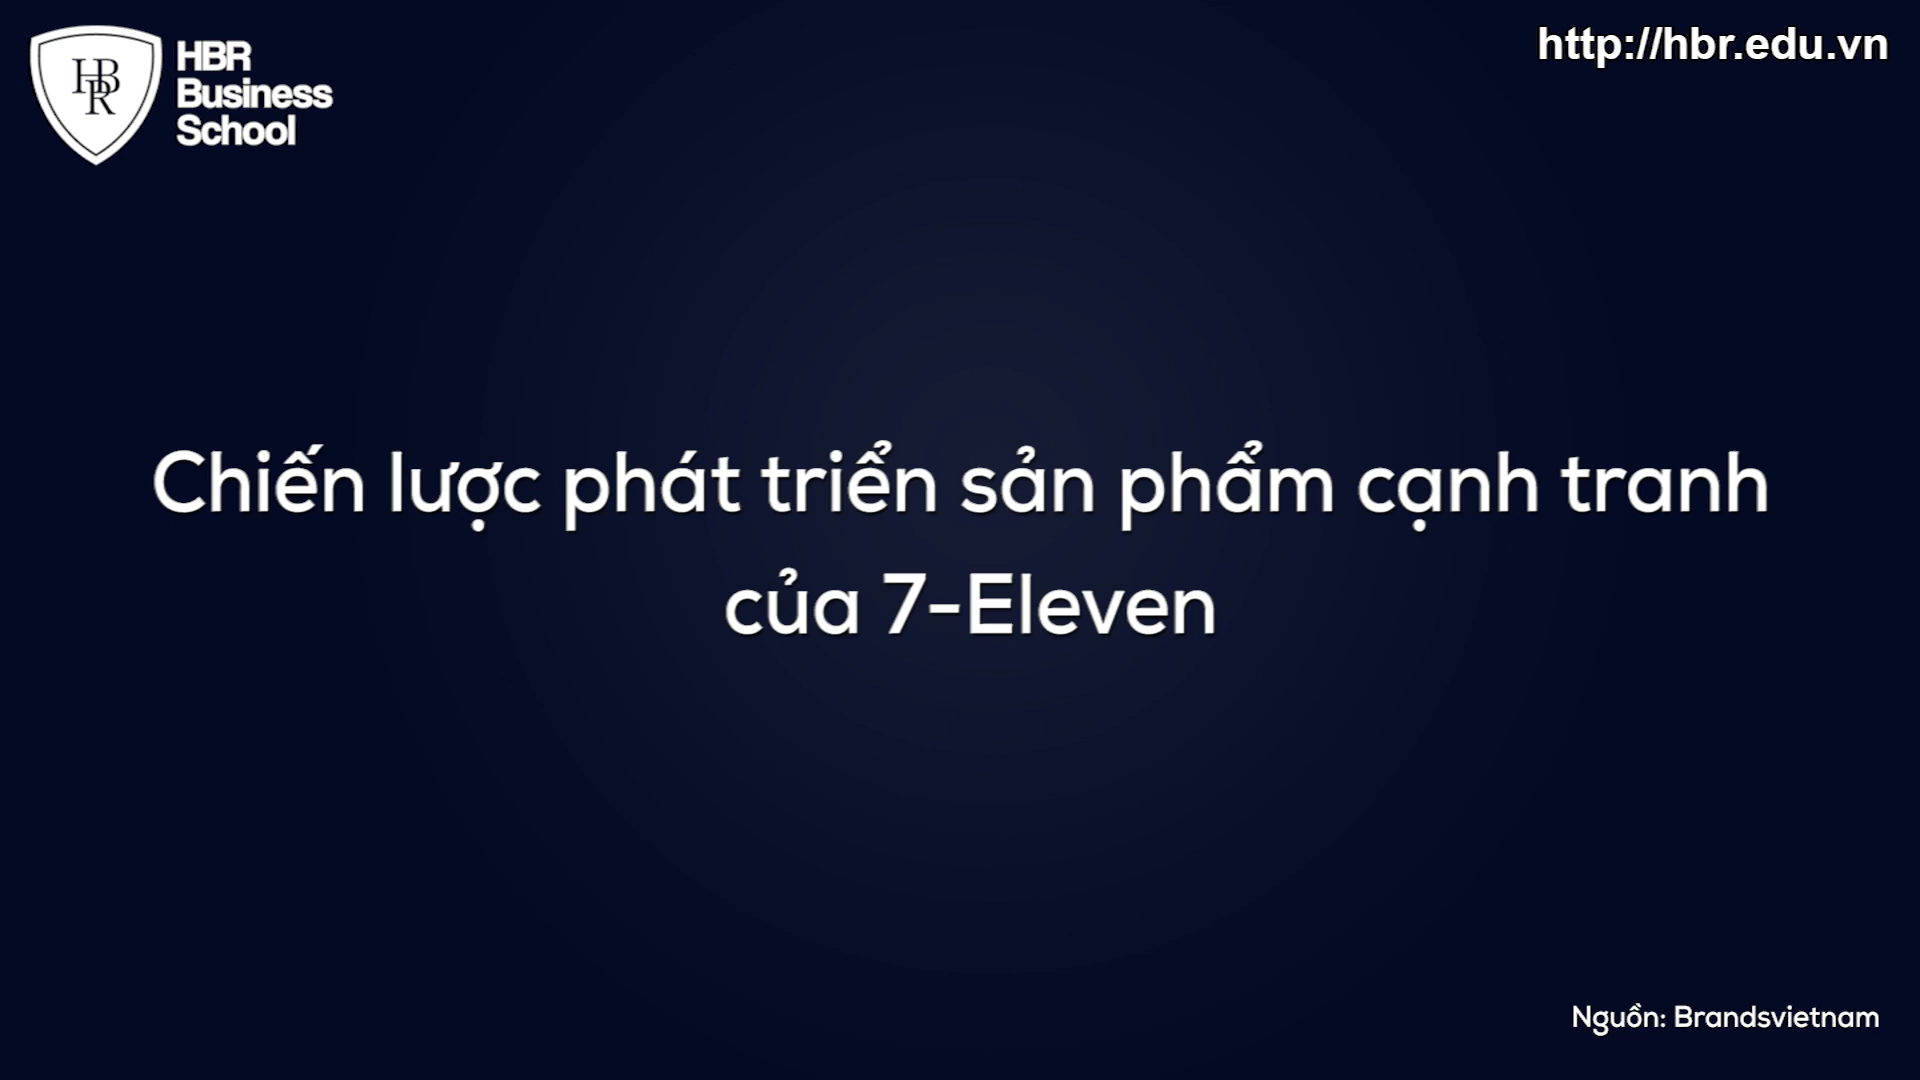 HBR
Business
School
HBR
http://hbr.edu.vn
Chiến lược phát triển sản phẩm cạnh tranh
của 7-Eleven
Nguồn: Brandsvietnam